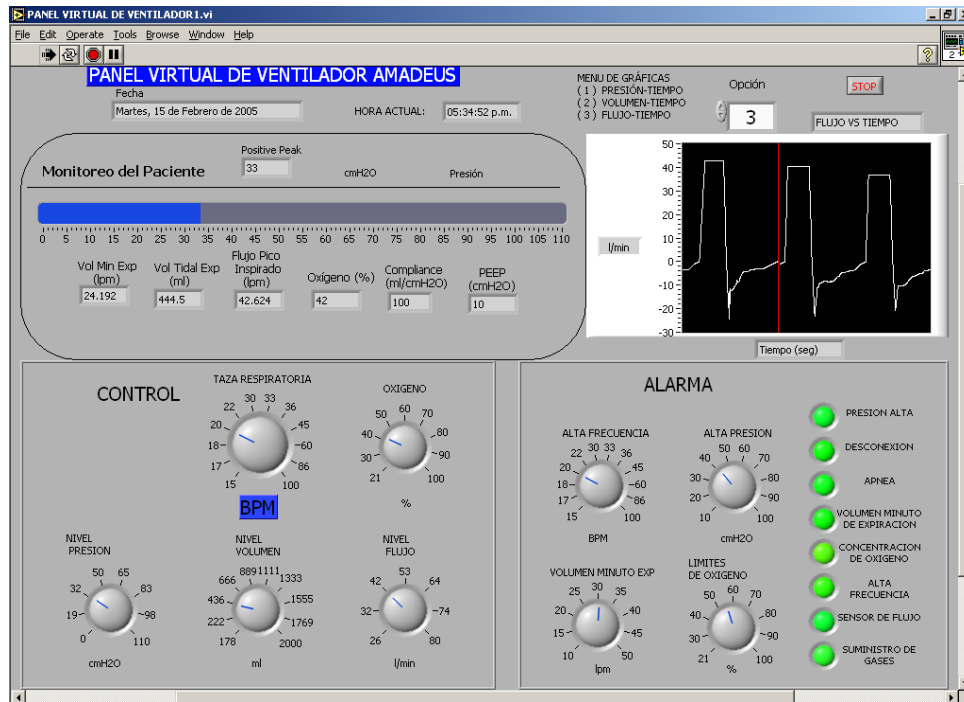 PANEL VIRTUAL DE VENTILADOR1.vi
File Edit Operate Tools Browse Window Help
2
PANEL VIRTUAL DE VENTILADOR AMADEUS
Fecha
Martes, 15 de Febrero de 2005
HORA ACTUAL: 05:34:52 p.m.
MENU DE GRÁFICAS
( 1 ) PRESIÓN-TIEMPO
( 2 ) VOLUMEN-TIEMPO
( 3 ) FLUJO-TIEMPO
Opción
3
STOP
FLUJO VS TIEMPO
Monitoreo del Paciente
Positive Peak
33
cmH2O
Presión
0 5 10 15 20 25 30 35 40 45 50 55 60 65 70 75 80 85 90 95 100 105 110
Vol Min Exp
(lpm)
24.192
Vol Tidal Exp
(ml)
444.5
Flujo Pico
Inspirado
(lpm)
42.624
Oxígeno (%)
42
Compliance
(ml/cmH2O)
100
PEEP
(cmH2O)
10
l/min
50
40
30
20
10
0
-10
-20
-30
Tiempo (seg)
CONTROL
TAZA RESPIRATORIA
15 17 18 20 22 30 33 36 45 60 86 100
BPM
OXIGENO
21 30 40 50 60 70 80 90 100
%
NIVEL
PRESION
0 19 32 50 65 83 98 110
cmH2O
NIVEL
VOLUMEN
178 222 436 666 889 1111 1333 1555 1769 2000
ml
NIVEL
FLUJO
26 32 42 53 64 74 80
l/min
ALARMA
ALTA FRECUENCIA
15 17 18 20 22 30 33 36 45 60 86 100
BPM
ALTA PRESION
10 20 30 40 50 60 70 80 90 100
cmH2O
VOLUMEN MINUTO EXP
10 15 20 25 30 35 40 45 50
lpm
LIMITES
DE OXIGENO
21 30 40 50 60 70 80 90 100
%
PRESION ALTA
DESCONEXION
APNEA
VOLUMEN MINUTO
DE EXPIRACION
CONCENTRACION
DE OXIGENO
ALTA
FRECUENCIA
SENSOR DE FLUJO
SUMINISTRO DE
GASES